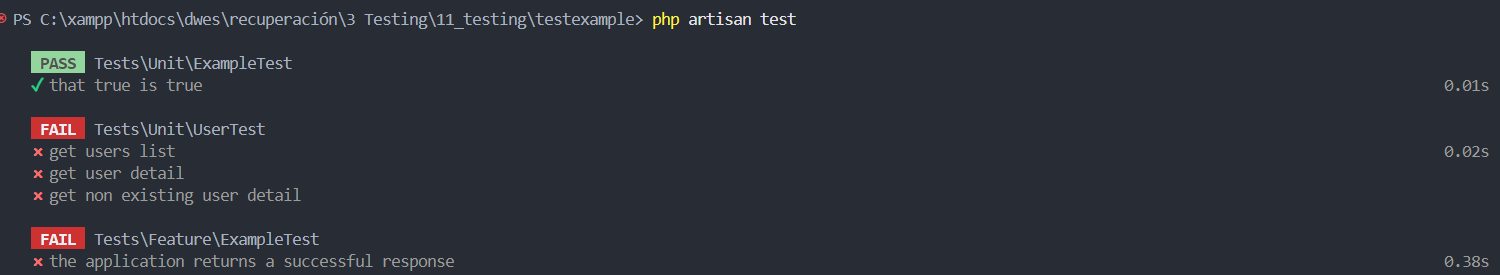 PS C:\xampp\htdocs\dwes\recuperación\3 Testing\11_testing\testexample> php artisan test
PASS Tests\Unit\ExampleTest
✓ that true is true 0.01s
FAIL Tests\Unit\UserTest
⨯ get users list 0.02s
⨯ get user detail
⨯ get non existing user detail
FAIL Tests\Feature\ExampleTest
⨯ the application returns a successful response 0.38s